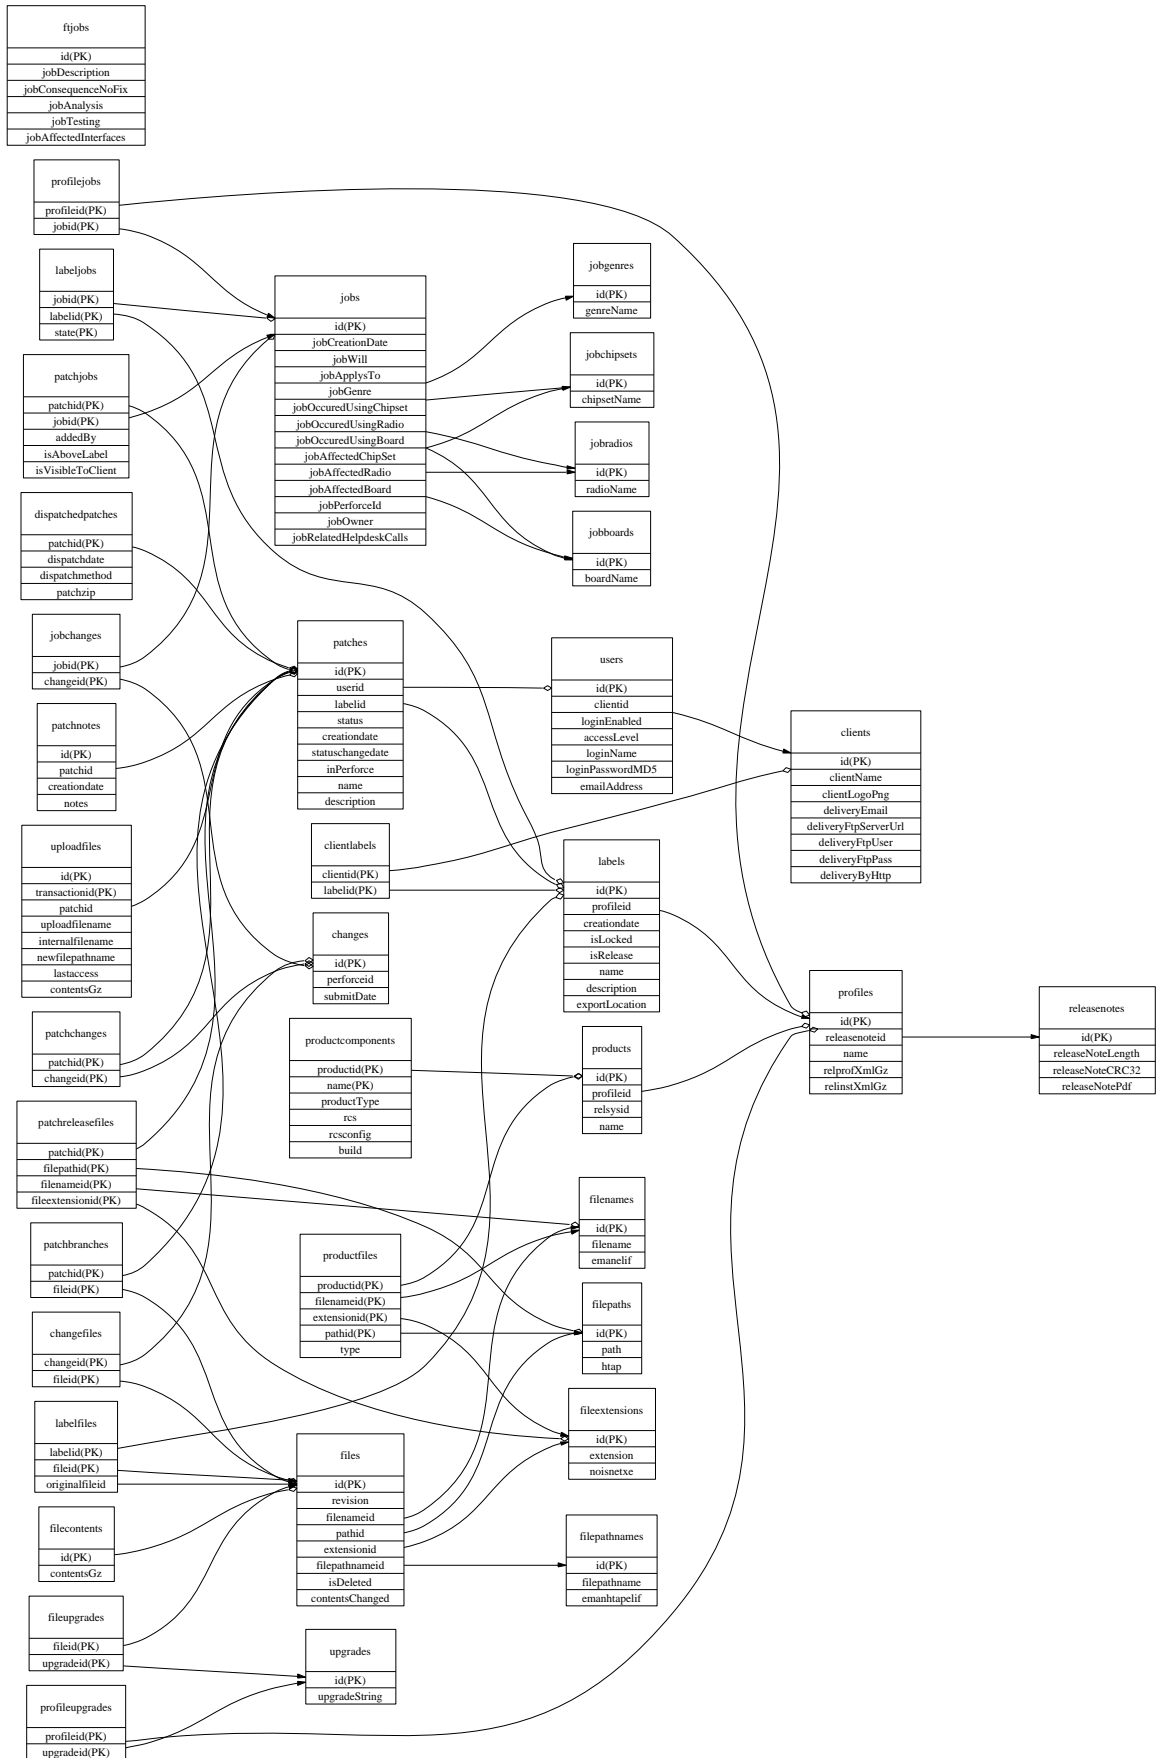 ftjobs
id(PK)
jobDescription
jobConsequenceNoFix
jobAnalysis
jobTesting
jobAffectedInterfaces
profilejobs
profileid(PK)
jobid(PK)
labeljobs
jobid(PK)
labelid(PK)
state(PK)
patchjobs
patchid(PK)
jobid(PK)
addedBy
isAboveLabel
isVisibleToClient
dispatchedpatches
patchid(PK)
dispatchdate
dispatchmethod
patchzip
jobchanges
jobid(PK)
changeid(PK)
patchnotes
id(PK)
patchid
creationdate
notes
uploadfiles
id(PK)
transactionid(PK)
patchid
uploadfilename
internalfilename
newfilepathname
lastaccess
contentsGz
patchchanges
patchid(PK)
changeid(PK)
patchreleasefiles
patchid(PK)
filepathid(PK)
filenameid(PK)
fileextensionid(PK)
patchbranches
patchid(PK)
fileid(PK)
changefiles
changeid(PK)
fileid(PK)
labelfiles
labelid(PK)
fileid(PK)
originalfileid
filecontents
id(PK)
contentsGz
fileupgrades
fileid(PK)
upgradeid(PK)
profileupgrades
profileid(PK)
upgradeid(PK)
jobs
id(PK)
jobCreationDate
jobWill
jobApplysTo
jobGenre
jobOccuredUsingChipset
jobOccuredUsingRadio
jobOccuredUsingBoard
jobAffectedChipSet
jobAffectedRadio
jobAffectedBoard
jobPerforceId
jobOwner
jobRelatedHelpdeskCalls
patches
id(PK)
userid
labelid
status
creationdate
statuschangedate
inPerforce
name
description
clientlabels
clientid(PK)
labelid(PK)
changes
id(PK)
perforceid
submitDate
productcomponents
productid(PK)
name(PK)
productType
rcs
rcsconfig
build
productfiles
productid(PK)
filenameid(PK)
extensionid(PK)
pathid(PK)
type
files
id(PK)
revision
filenameid
pathid
extensionid
filepathnameid
isDeleted
contentsChanged
upgrades
id(PK)
upgradeString
jobgenres
id(PK)
genreName
jobchipsets
id(PK)
chipsetName
jobradios
id(PK)
radioName
jobboards
id(PK)
boardName
users
id(PK)
clientid
loginEnabled
accessLevel
loginName
loginPasswordMD5
emailAddress
labels
id(PK)
profileid
creationdate
isLocked
isRelease
name
description
exportLocation
products
id(PK)
profileid
relsysid
name
filenames
id(PK)
filename
emanelif
filepaths
id(PK)
path
htap
fileextensions
id(PK)
extension
noisnetxe
filepathnames
id(PK)
filepathname
emanhtapelif
clients
id(PK)
clientName
clientLogoPng
deliveryEmail
deliveryFtpServerUrl
deliveryFtpUser
deliveryFtpPass
deliveryByHttp
profiles
id(PK)
releasenoteid
name
relprofXmlGz
relinstXmlGz
releasenotes
id(PK)
releaseNoteLength
releaseNoteCRC32
releaseNotePdf